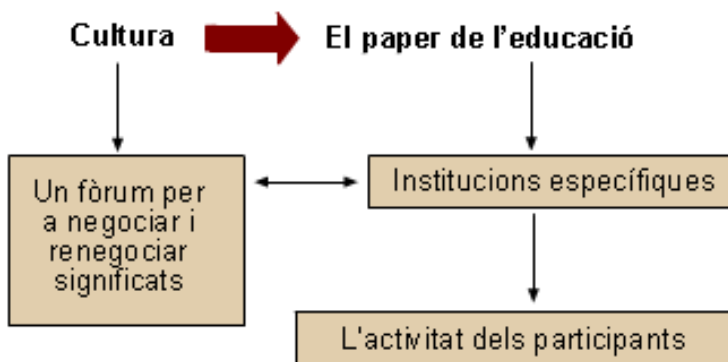 Cultura
El paper de l'educació
Un fòrum per
a negociar i
renegociar
significats
Institucions específiques
L'activitat dels participants